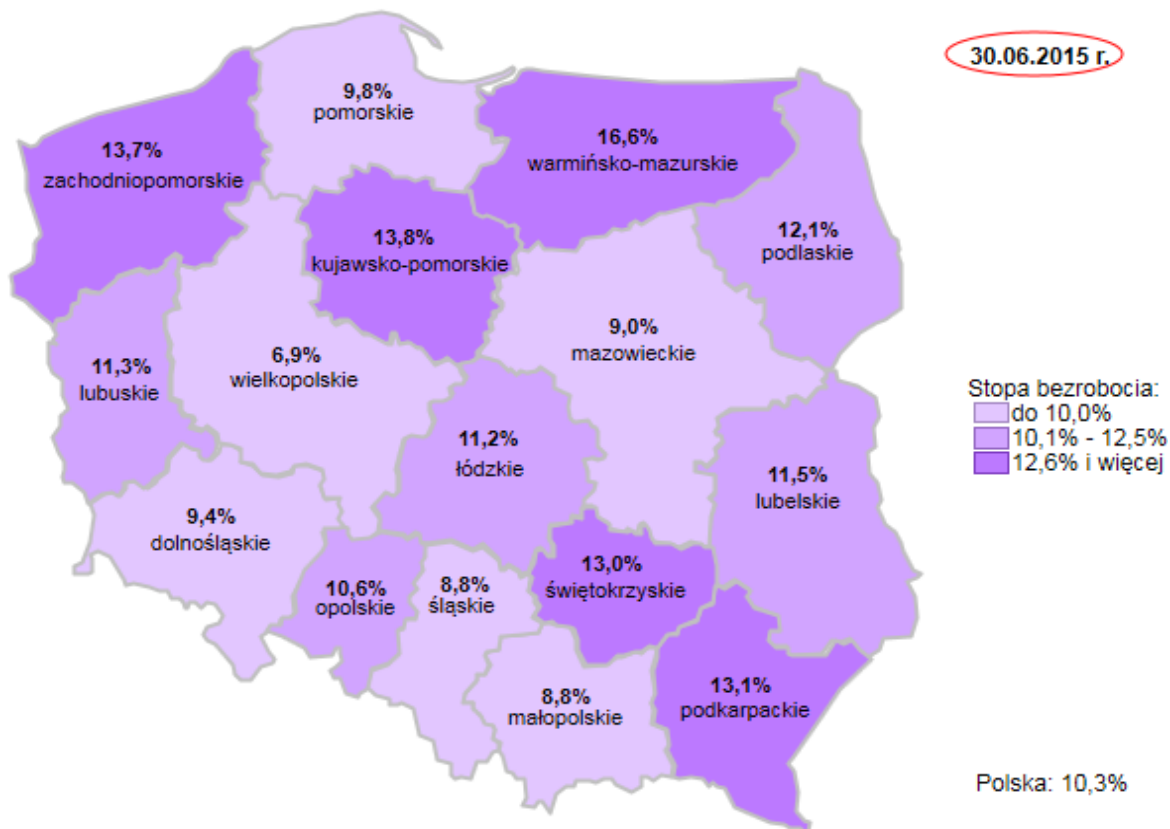 30.06.2015 r.
9,8%
pomorskie
13,7%
zachodniopomorskie
16,6%
warmińsko-mazurskie
13,8%
kujawsko-pomorskie
12,1%
podlaskie
11,3%
lubuskie
6,9%
wielkopolskie
9,0%
mazowieckie
11,2%
łódzkie
Stopa bezrobocia:
do 10,0%
10,1% - 12,5%
12,6% i więcej
11,5%
lubelskie
9,4%
dolnośląskie
10,6%
opolskie
8,8%
śląskie
13,0%
świętokrzyskie
8,8%
małopolskie
13,1%
podkarpackie
Polska: 10,3%